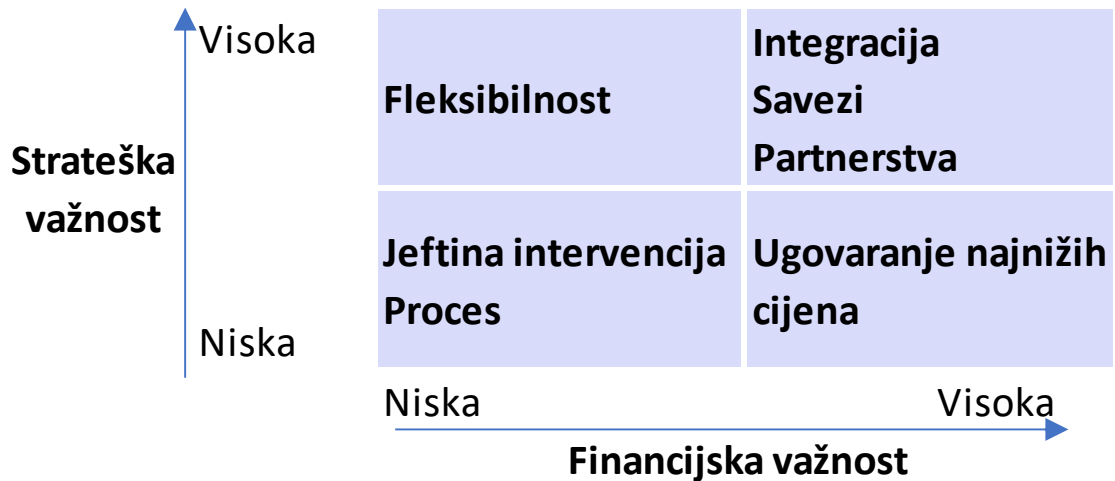 Visoka
Strateška
važnost
Niska
Fleksibilnost
Integracija
Savezi
Partnerstva
Jeftina intervencija
Proces
Ugovaranje najnižih
cijena
Niska
Visoka
Financijska važnost